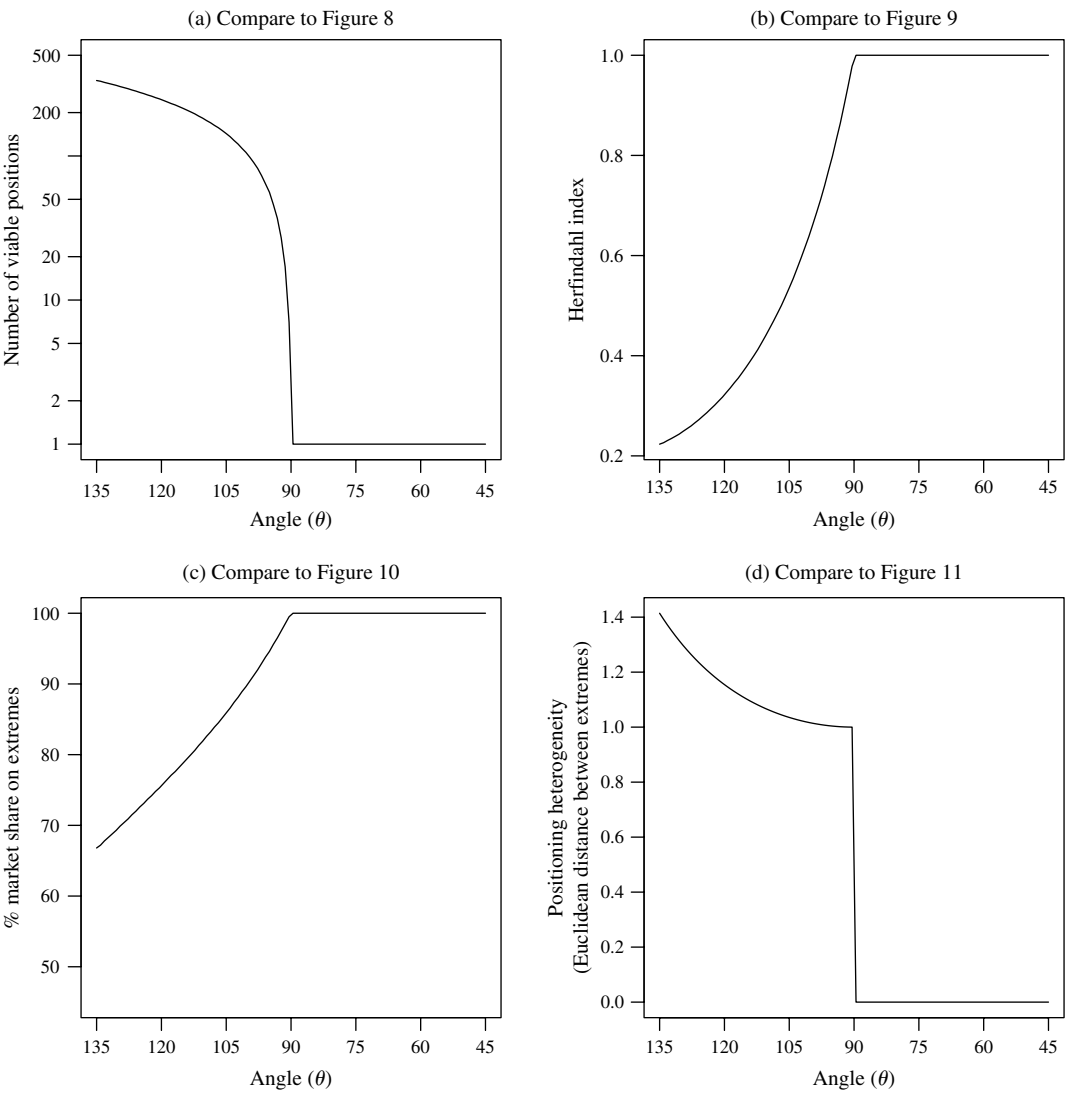 (a) Compare to Figure 8
Number of viable positions
500
200
50
20
10
5
2
1
135 120 105 90 75 60 45
Angle (θ)
(b) Compare to Figure 9
Herfindahl index
1.0
0.8
0.6
0.4
0.2
135 120 105 90 75 60 45
Angle (θ)
(c) Compare to Figure 10
% market share on extremes
100
90
80
70
60
50
135 120 105 90 75 60 45
Angle (θ)
(d) Compare to Figure 11
Positioning heterogeneity
(Euclidean distance between extremes)
1.4
1.2
1.0
0.8
0.6
0.4
0.2
0.0
135 120 105 90 75 60 45
Angle (θ)